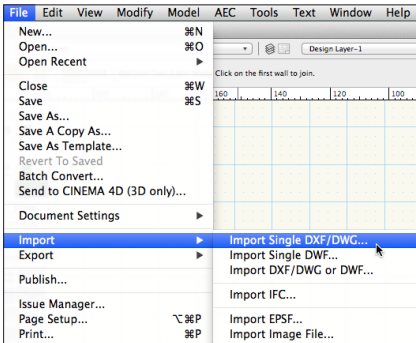 File Edit View Modify Model AEC Tools Text Window Help
New... ⌘N
Open... ⌘O
Open Recent ▶
Design Layer-1
Click on the first wall to join.
Close ⌘W
160 140 120 100
Save ⌘S
Save As...
Save A Copy As...
Save As Template...
Revert To Saved
Batch Convert...
Send to CINEMA 4D (3D only)...
Document Settings ▶
Import ▶
Export ▶
Publish...
Issue Manager...
Page Setup... ⌥⌘P
Print... ⌘P
Import Single DXF/DWG...
Import Single DWF...
Import DXF/DWG or DWF...
Import IFC...
Import EPSF...
Import Image File...